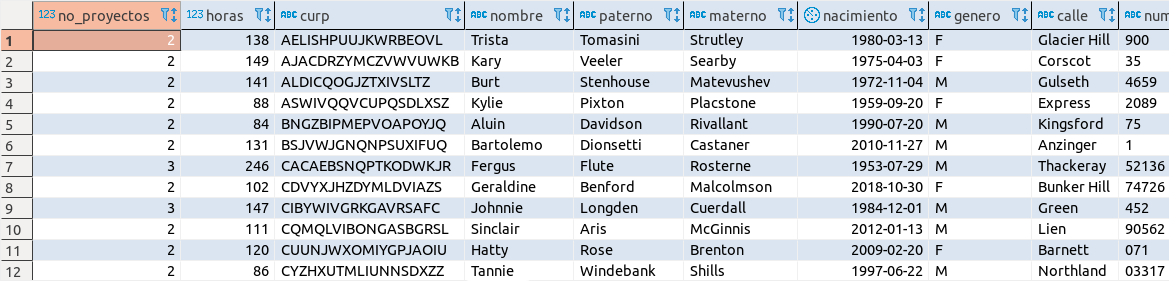 123 no_proyectos 123 horas ABC curp ABC nombre ABC paterno ABC materno nacimiento ABC genero ABC calle ABC num
1 2 138 AELISHPUUJKWRBEOVL Trista Tomasini Strutley 1980-03-13 F Glacier Hill 900
2 2 149 AJACDRZYMCZVWVUWKB Kary Veeler Searby 1975-04-03 F Corscot 35
3 2 141 ALDICQOGJZTXIVSLTZ Burt Stenhouse Matevushev 1972-11-04 M Gulseth 4659
4 2 88 ASWIVQQVCUPQSDLXSZ Kylie Pixton Placstone 1959-09-20 F Express 2089
5 2 84 BNGZBIPMEPVOAPOYJQ Aluin Davidson Rivallant 1990-07-20 M Kingsford 75
6 2 131 BSJVWJGNQNPSUXIFUQ Bartolemo Dionsetti Castaner 2010-11-27 M Anzinger 1
7 3 246 CACAEBSNQPTKODWKJR Fergus Flute Rosterne 1953-07-29 M Thackeray 52136
8 2 102 CDVYXJHZDYMLDVIAZS Geraldine Benford Malcolmson 2018-10-30 F Bunker Hill 74726
9 3 147 CIBYWIVGRKGAVRSAFC Johnnie Longden Cuerdall 1984-12-01 M Green 452
10 2 111 CQMQLVIBONGASBGRSL Sinclair Aris McGinnis 2012-01-13 M Lien 90562
11 2 120 CUUNJWXOMIYGPJAOIU Hatty Rose Brenton 2009-02-20 F Barnett 071
12 2 86 CYZHXUTMLIUNNSDXZZ Tannie Windebank Shills 1997-06-22 M Northland 03317